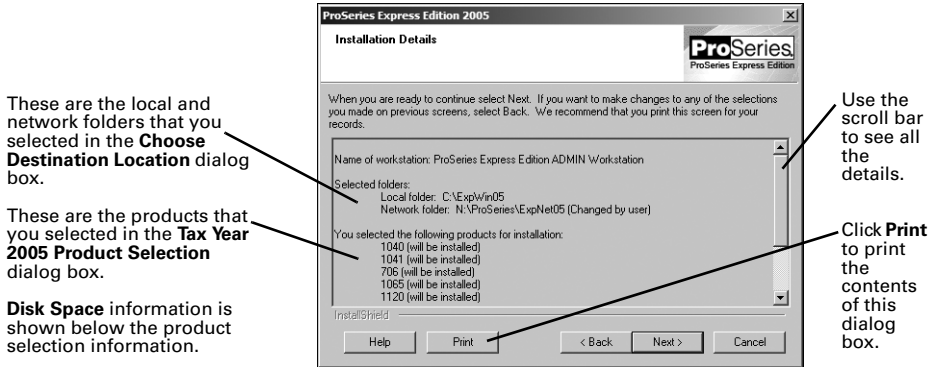 These are the local and
network folders that you
selected in the Choose
Destination Location dialog
box.
These are the products that
you selected in the Tax Year
2005 Product Selection
dialog box.
Disk Space information is
shown below the product
selection information.
ProSeries Express Edition 2005
Installation Details
ProSeries
ProSeries Express Edition
When you are ready to continue select Next. If you want to make changes to any of the selections
you made on previous screens, select Back. We recommend that you print this screen for your
records.
Name of workstation: ProSeries Express Edition ADMIN Workstation
Selected folders:
Local folder: C:\ExpWin05
Network folder: N:\ProSeries\ExpNet05 (Changed by user)
You selected the following products for installation:
1040 (will be installed)
1041 (will be installed)
706 (will be installed)
1065 (will be installed)
1120 (will be installed)
InstallShield
Help Print < Back Next > Cancel
Use the
scroll bar
to see all
the
details.
Click Print
to print
the
contents
of this
dialog
box.